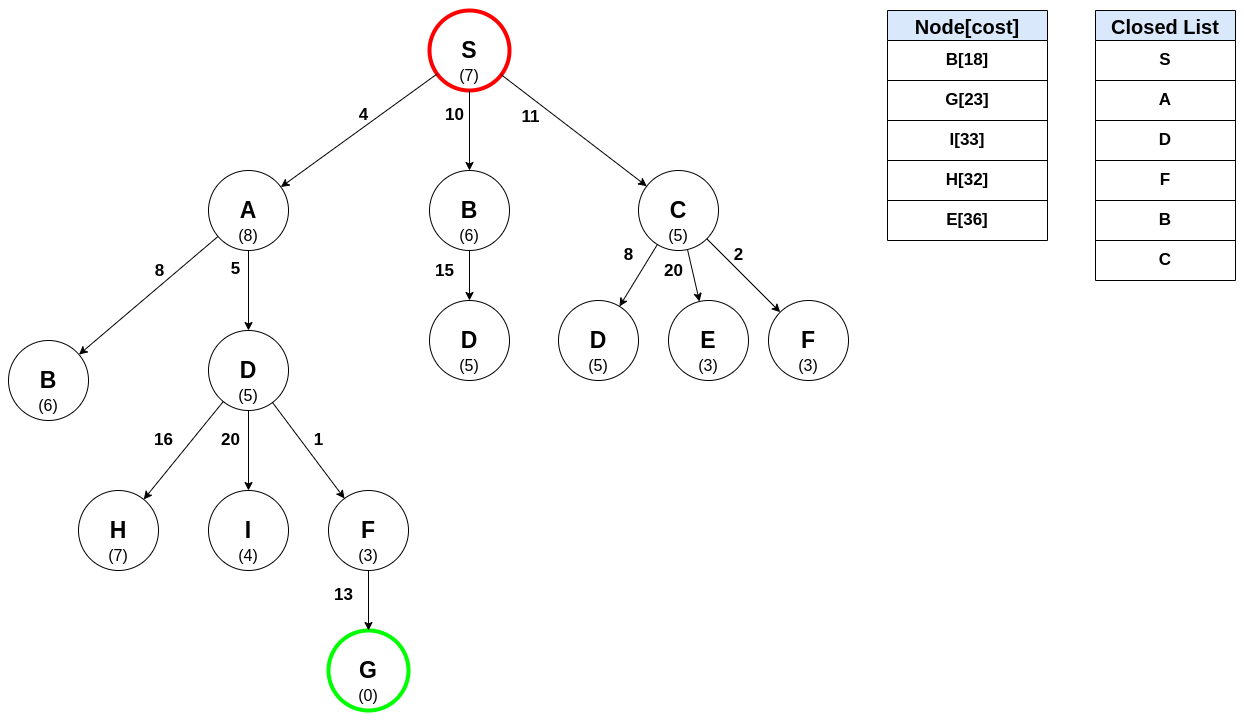 S
(7)
4
10
11
A
(8)
B
(6)
C
(5)
8
5
15
8
20
2
B
(6)
D
(5)
D
(5)
D
(5)
E
(3)
F
(3)
16
20
1
H
(7)
I
(4)
F
(3)
13
G
(0)
Node[cost]
B[18]
G[23]
I[33]
H[32]
E[36]
Closed List
S
A
D
F
B
C